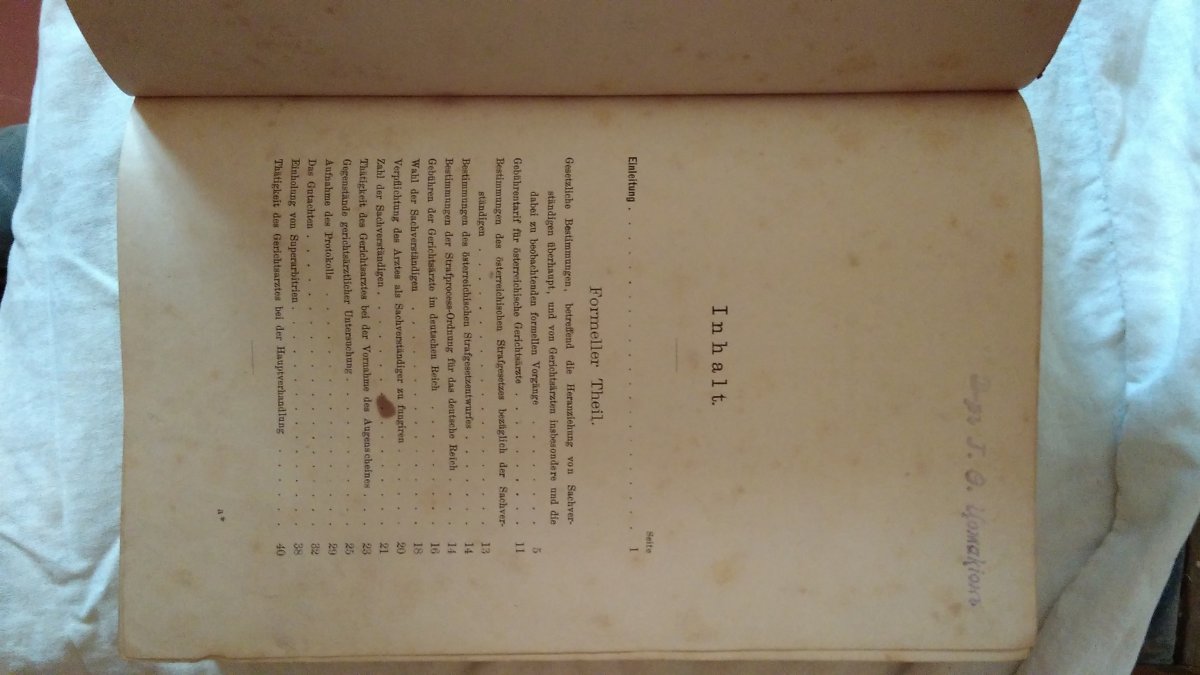 Д-ръ Г. Ѳ. Цомакіонъ
Inhalt.
Seite
Einleitung . . . . . . . . . . . . . . . . . . . . 1
Formeller Theil.
Gesetzliche Bestimmungen, betreffend die Heranziehung von Sachver-
ständigen überhaupt, und von Gerichtsärzten insbesondere und die
dabei zu beobachtenden formellen Vorgänge . . . . . . . 5
Gebührentarif für österreichische Gerichtsärzte . . . . . . . . 11
Bestimmungen des österreichischen Strafgesetzes bezüglich der Sachver-
ständigen . . . . . . . . . . . . . . . . . 13
Bestimmungen des österreichischen Strafgesetzentwurfes . . . . . . 14
Bestimmungen der Strafprocess-Ordnung für das deutsche Reich . . . . 14
Gebühren der Gerichtsärzte im deutschen Reich . . . . . . . 16
Wahl der Sachverständigen . . . . . . . . . . . . . . 18
Verpflichtung des Arztes als Sachverständiger zu fungiren . . . . . 20
Zahl der Sachverständigen . . . . . . . . . . . . . . 21
Thätigkeit des Gerichtsarztes bei der Vornahme des Augenscheines . . . 23
Gegenstände gerichtsärztlicher Untersuchung . . . . . . . . . 25
Aufnahme des Protokolls . . . . . . . . . . . . . . . 29
Das Gutachten . . . . . . . . . . . . . . . . . . 32
Einholung von Superarbitrien . . . . . . . . . . . . . 38
Thätigkeit des Gerichtsarztes bei der Hauptverhandlung . . . . . . 40
a*